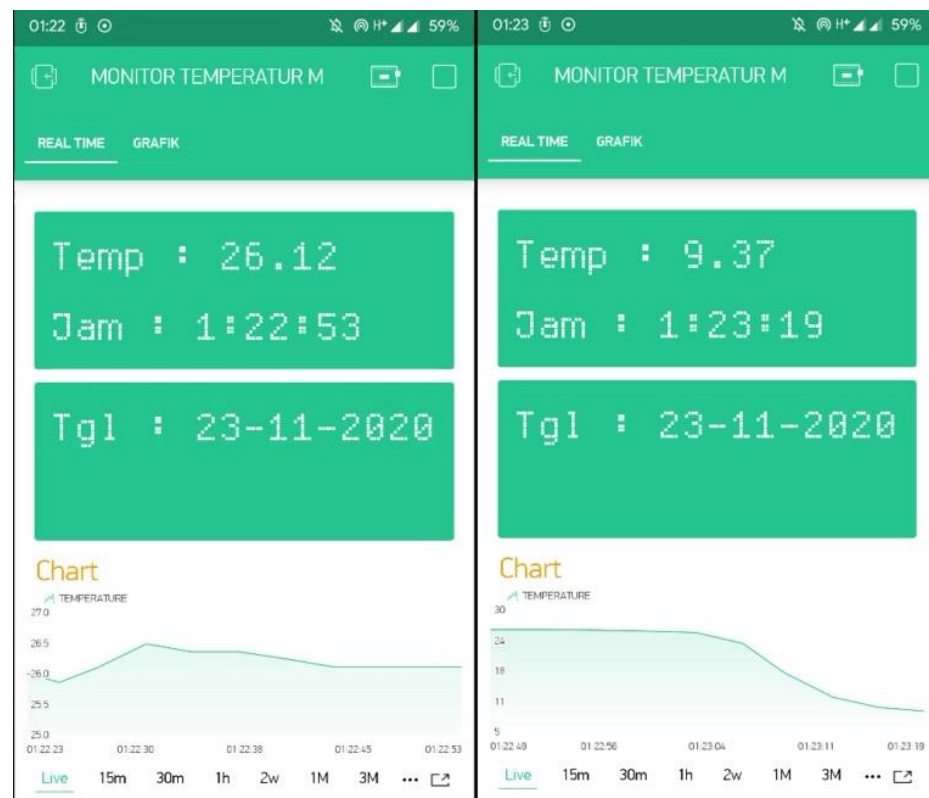 01:22 H+ 59%
MONITOR TEMPERATUR M
REAL TIME GRAFIK
Temp : 26.12
Jam : 1:22:53
Tgl : 23-11-2020
Chart
TEMPERATURE
27.0
26.5
26.0
25.5
25.0
01:22:23 01:22:30 01:22:38 01:22:45 01:22:53
Live 15m 30m 1h 2w 1M 3M ...
01:23 H+ 59%
MONITOR TEMPERATUR M
REAL TIME GRAFIK
Temp : 9.37
Jam : 1:23:19
Tgl : 23-11-2020
Chart
TEMPERATURE
30
24
18
11
5
01:22:49 01:22:56 01:23:04 01:23:11 01:23:19
Live 15m 30m 1h 2w 1M 3M ...